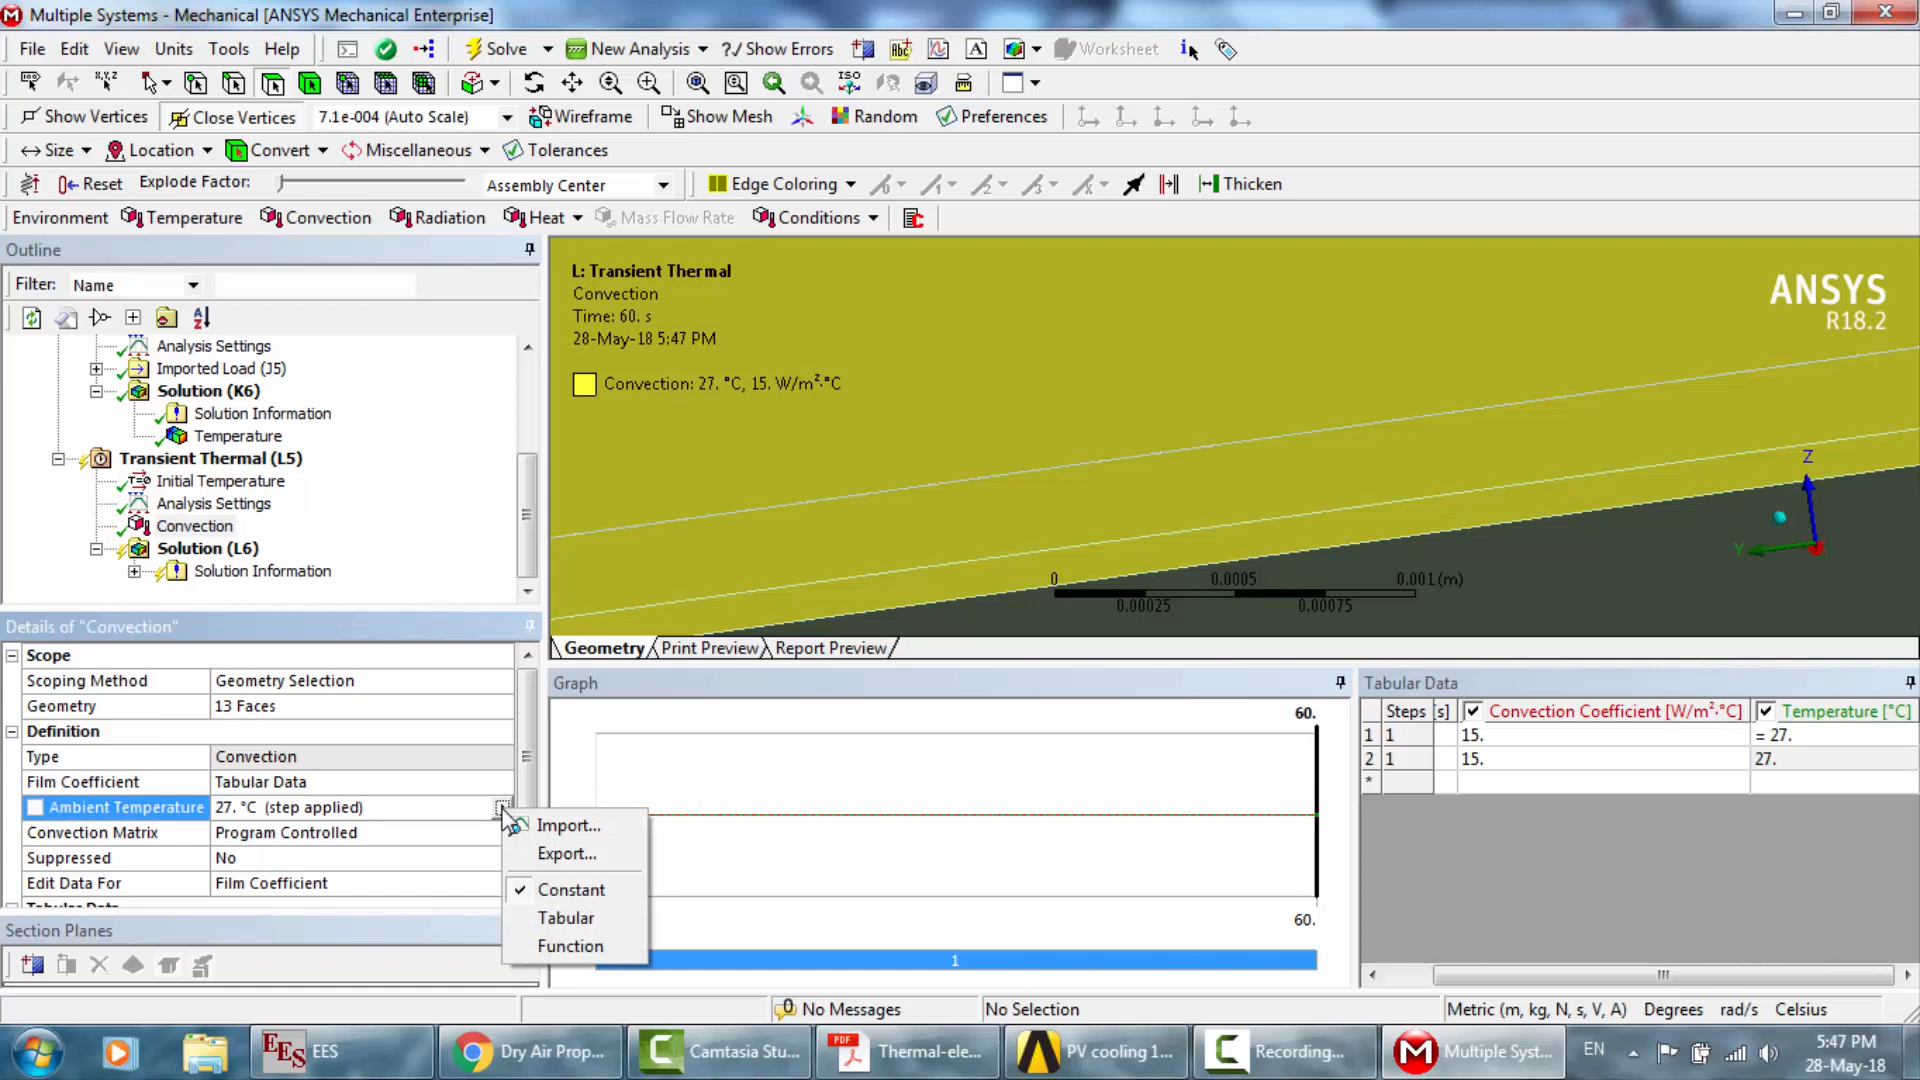 Multiple Systems - Mechanical [ANSYS Mechanical Enterprise]
File Edit View Units Tools Help Solve New Analysis ?/ Show Errors Worksheet
Show Vertices Close Vertices 7.1e-004 (Auto Scale) Wireframe Show Mesh Random Preferences
Size Location Convert Miscellaneous Tolerances
Reset Explode Factor: Assembly Center Edge Coloring Thicken
Environment Temperature Convection Radiation Heat Mass Flow Rate Conditions
Outline
Filter: Name
Analysis Settings
Imported Load (J5)
Solution (K6)
Solution Information
Temperature
Transient Thermal (L5)
Initial Temperature
Analysis Settings
Convection
Solution (L6)
Solution Information
L: Transient Thermal
Convection
Time: 60. s
28-May-18 5:47 PM
Convection: 27. °C, 15. W/m²·°C
ANSYS
R18.2
Z
Y
0 0.0005 0.001 (m)
0.00025 0.00075
Geometry Print Preview Report Preview
Details of "Convection"
Scope
Scoping Method Geometry Selection
Geometry 13 Faces
Definition
Type Convection
Film Coefficient Tabular Data
Ambient Temperature 27. °C (step applied)
Convection Matrix Program Controlled
Suppressed No
Edit Data For Film Coefficient
Tabular Data
Import...
Export...
Constant
Tabular
Function
Section Planes
Graph
60.
60.
1
Tabular Data
Steps [s] Convection Coefficient [W/m²·°C] Temperature [°C]
1 1 15. = 27.
2 1 15. 27.
*
No Messages No Selection Metric (m, kg, N, s, V, A) Degrees rad/s Celsius
EES Dry Air Prop... Camtasia Stu... Thermal-ele... PV cooling 1... Recording... Multiple Syst... EN 5:47 PM
28-May-18